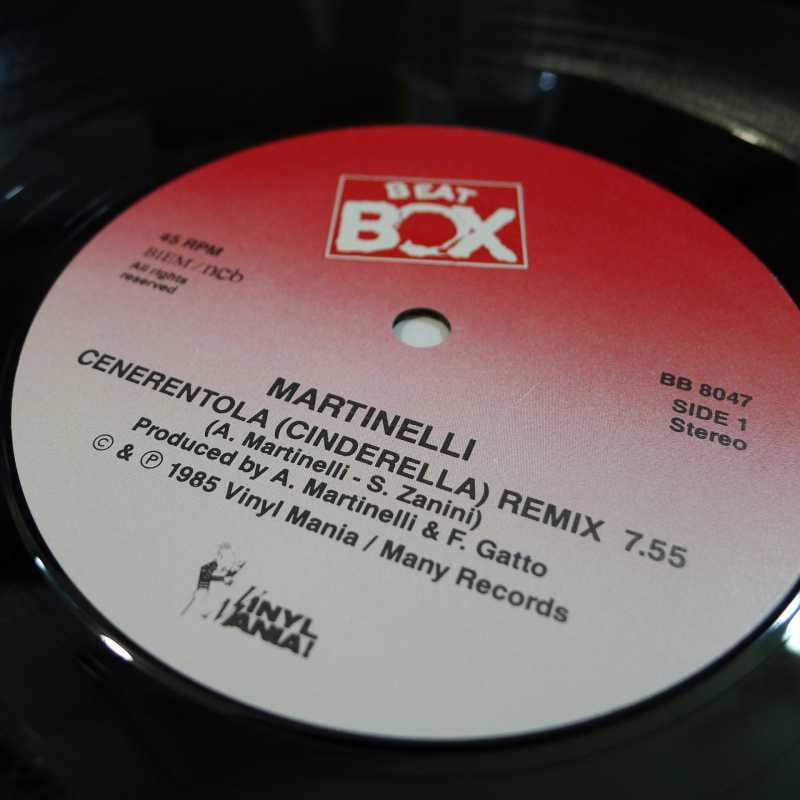 BEAT
BOX
45 RPM
BIEM/ncb
All rights
reserved
BB 8047
SIDE 1
Stereo
MARTINELLI
CENERENTOLA (CINDERELLA) REMIX 7.55
(A. Martinelli - S. Zanini)
Produced by A. Martinelli & F. Gatto
© & ℗ 1985 Vinyl Mania / Many Records
VINYL
MANIA!